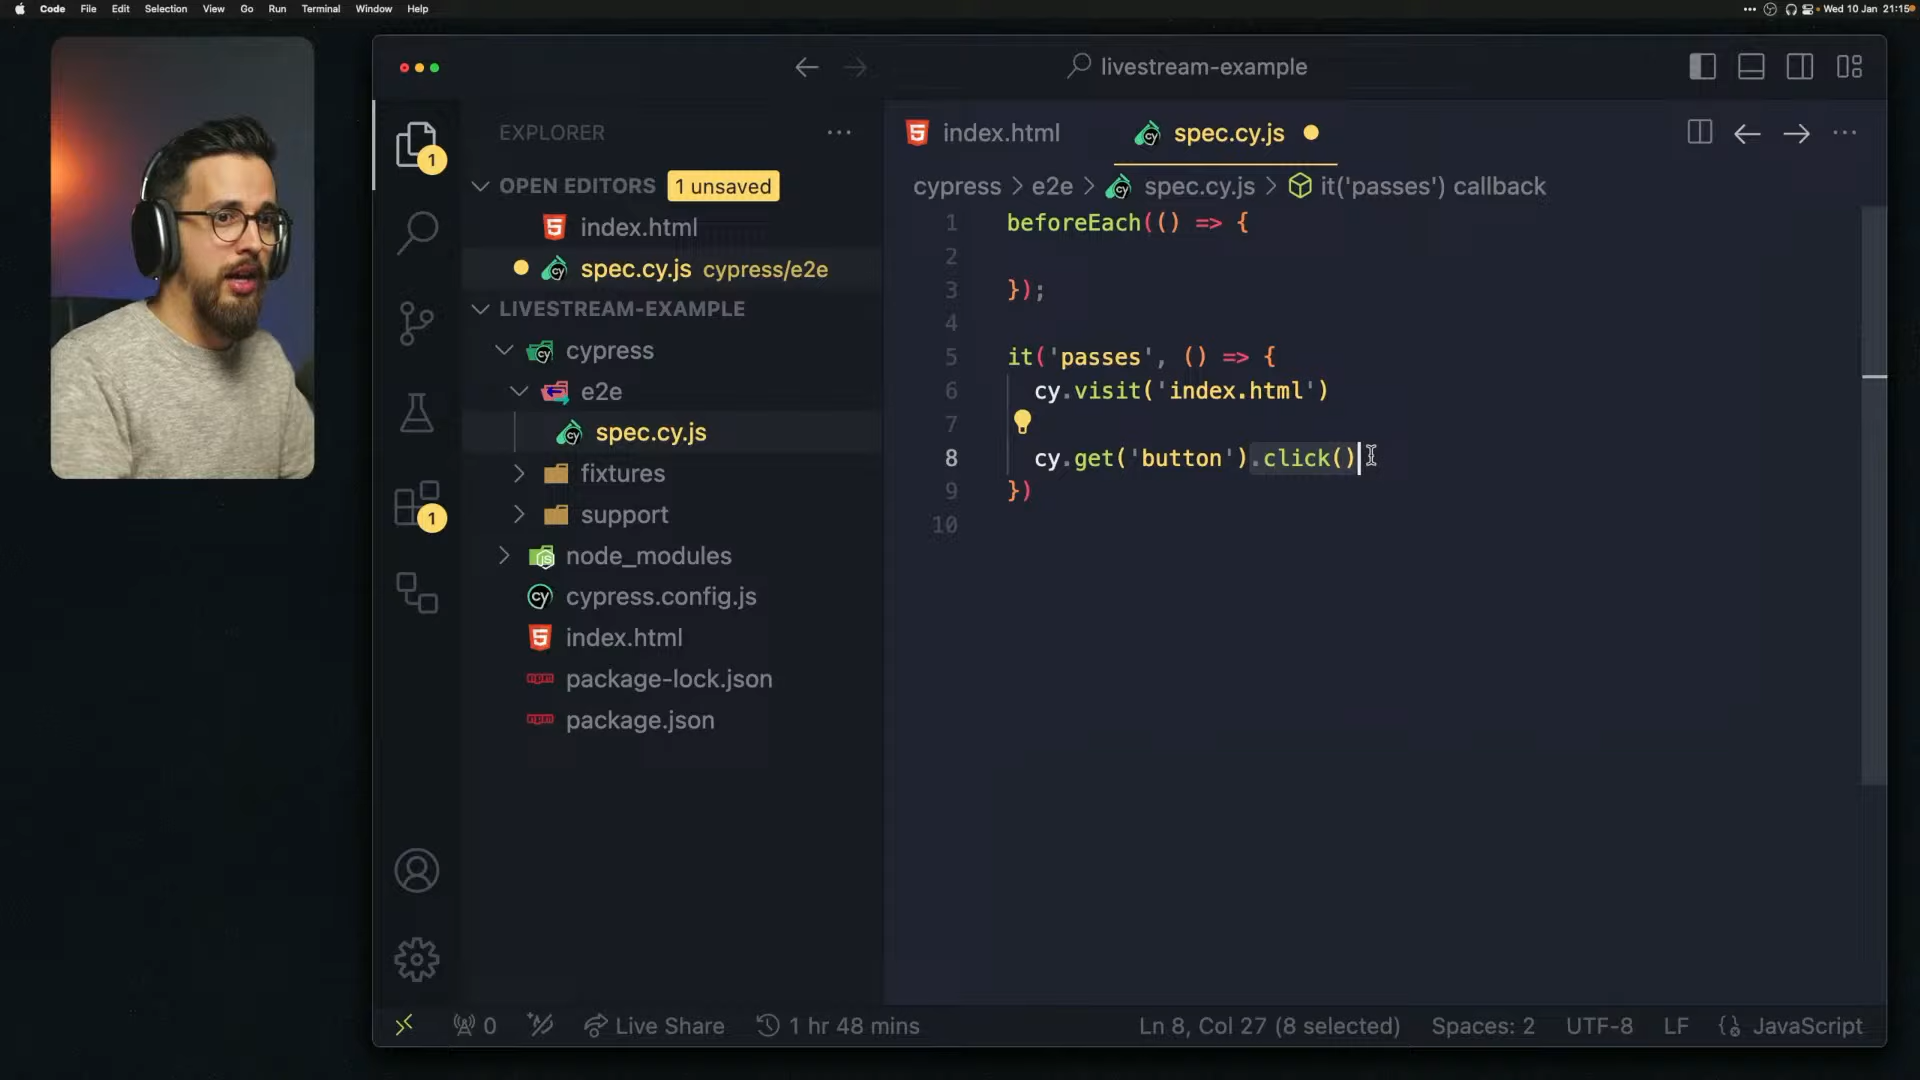 Code File Edit Selection View Go Run Terminal Window Help
Wed 10 Jan 21:15
livestream-example
EXPLORER
OPEN EDITORS 1 unsaved
index.html
spec.cy.js cypress/e2e
LIVESTREAM-EXAMPLE
cypress
e2e
spec.cy.js
fixtures
support
node_modules
cypress.config.js
index.html
package-lock.json
package.json
1
1
index.html spec.cy.js
cypress > e2e > spec.cy.js > it('passes') callback
1 beforeEach(() => {
2
3 });
4
5 it('passes', () => {
6 cy.visit('index.html')
7
8 cy.get('button').click()
9 })
10
0 Live Share 1 hr 48 mins Ln 8, Col 27 (8 selected) Spaces: 2 UTF-8 LF JavaScript